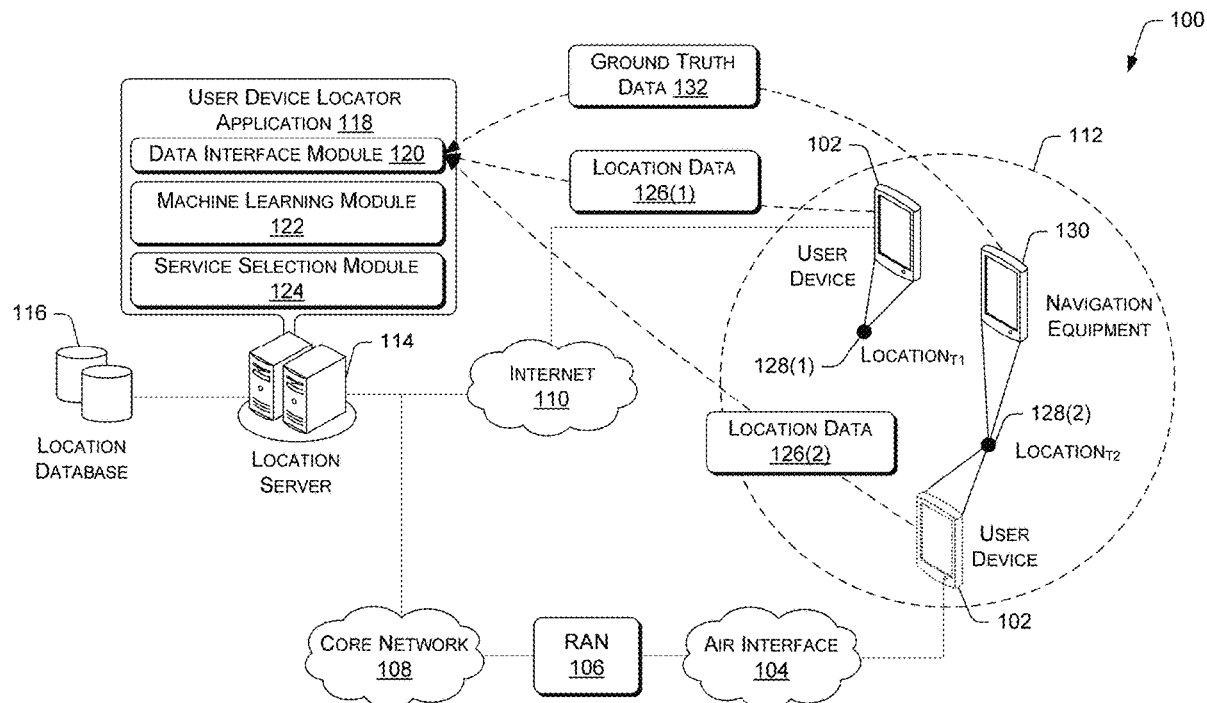 100
GROUND TRUTH
DATA 132
USER DEVICE LOCATOR
APPLICATION 118
DATA INTERFACE MODULE 120
MACHINE LEARNING MODULE
122
SERVICE SELECTION MODULE
124
LOCATION DATA
126(1)
102
112
USER
DEVICE
130
NAVIGATION
EQUIPMENT
128(1)
LOCATIONT1
116
114
LOCATION
DATABASE
LOCATION
SERVER
INTERNET
110
LOCATION DATA
126(2)
128(2)
LOCATIONT2
USER
DEVICE
102
CORE NETWORK
108
RAN
106
AIR INTERFACE
104